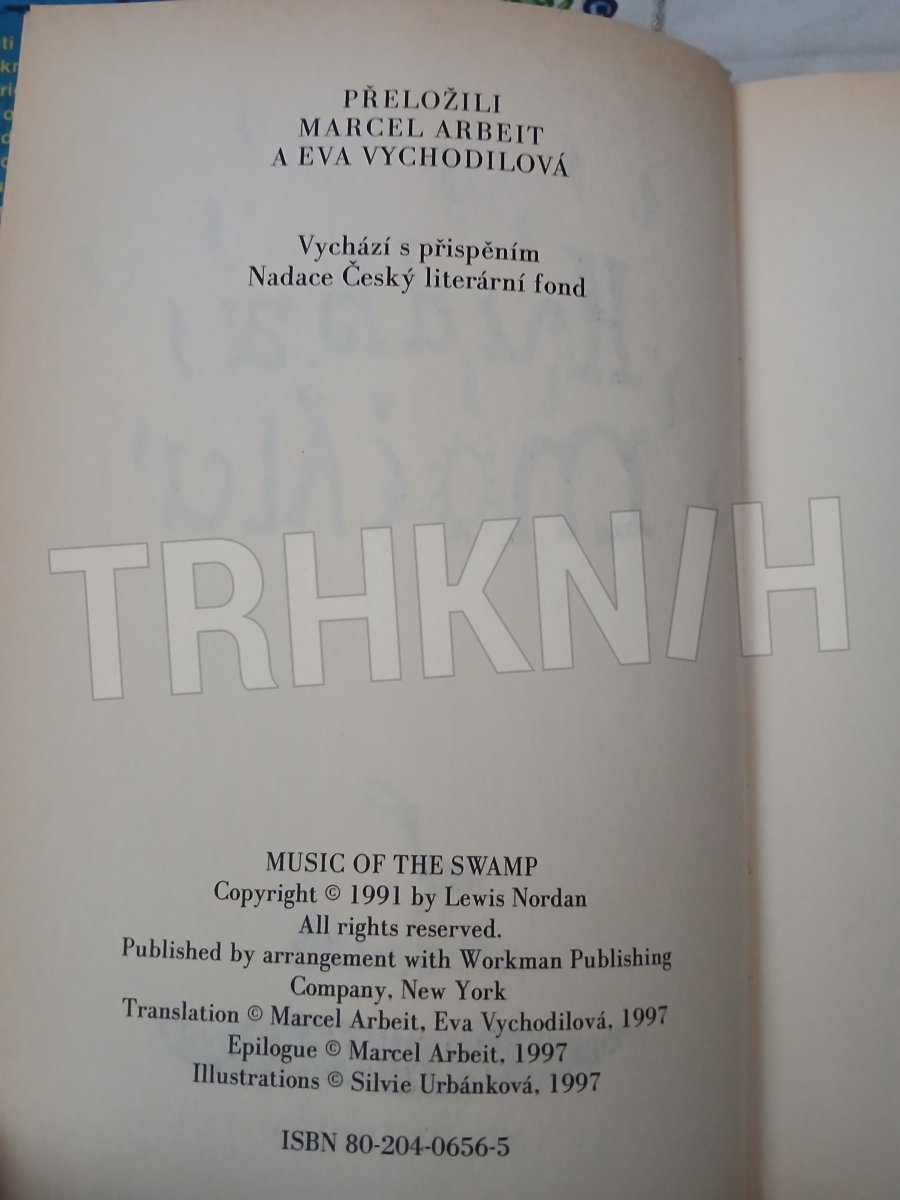 PŘELOŽILI
MARCEL ARBEIT
A EVA VYCHODILOVÁ
Vychází s přispěním
Nadace Český literární fond
TRHKNIH
MUSIC OF THE SWAMP
Copyright © 1991 by Lewis Nordan
All rights reserved.
Published by arrangement with Workman Publishing
Company, New York
Translation © Marcel Arbeit, Eva Vychodilová, 1997
Epilogue © Marcel Arbeit, 1997
Illustrations © Silvie Urbánková, 1997
ISBN 80-204-0656-5